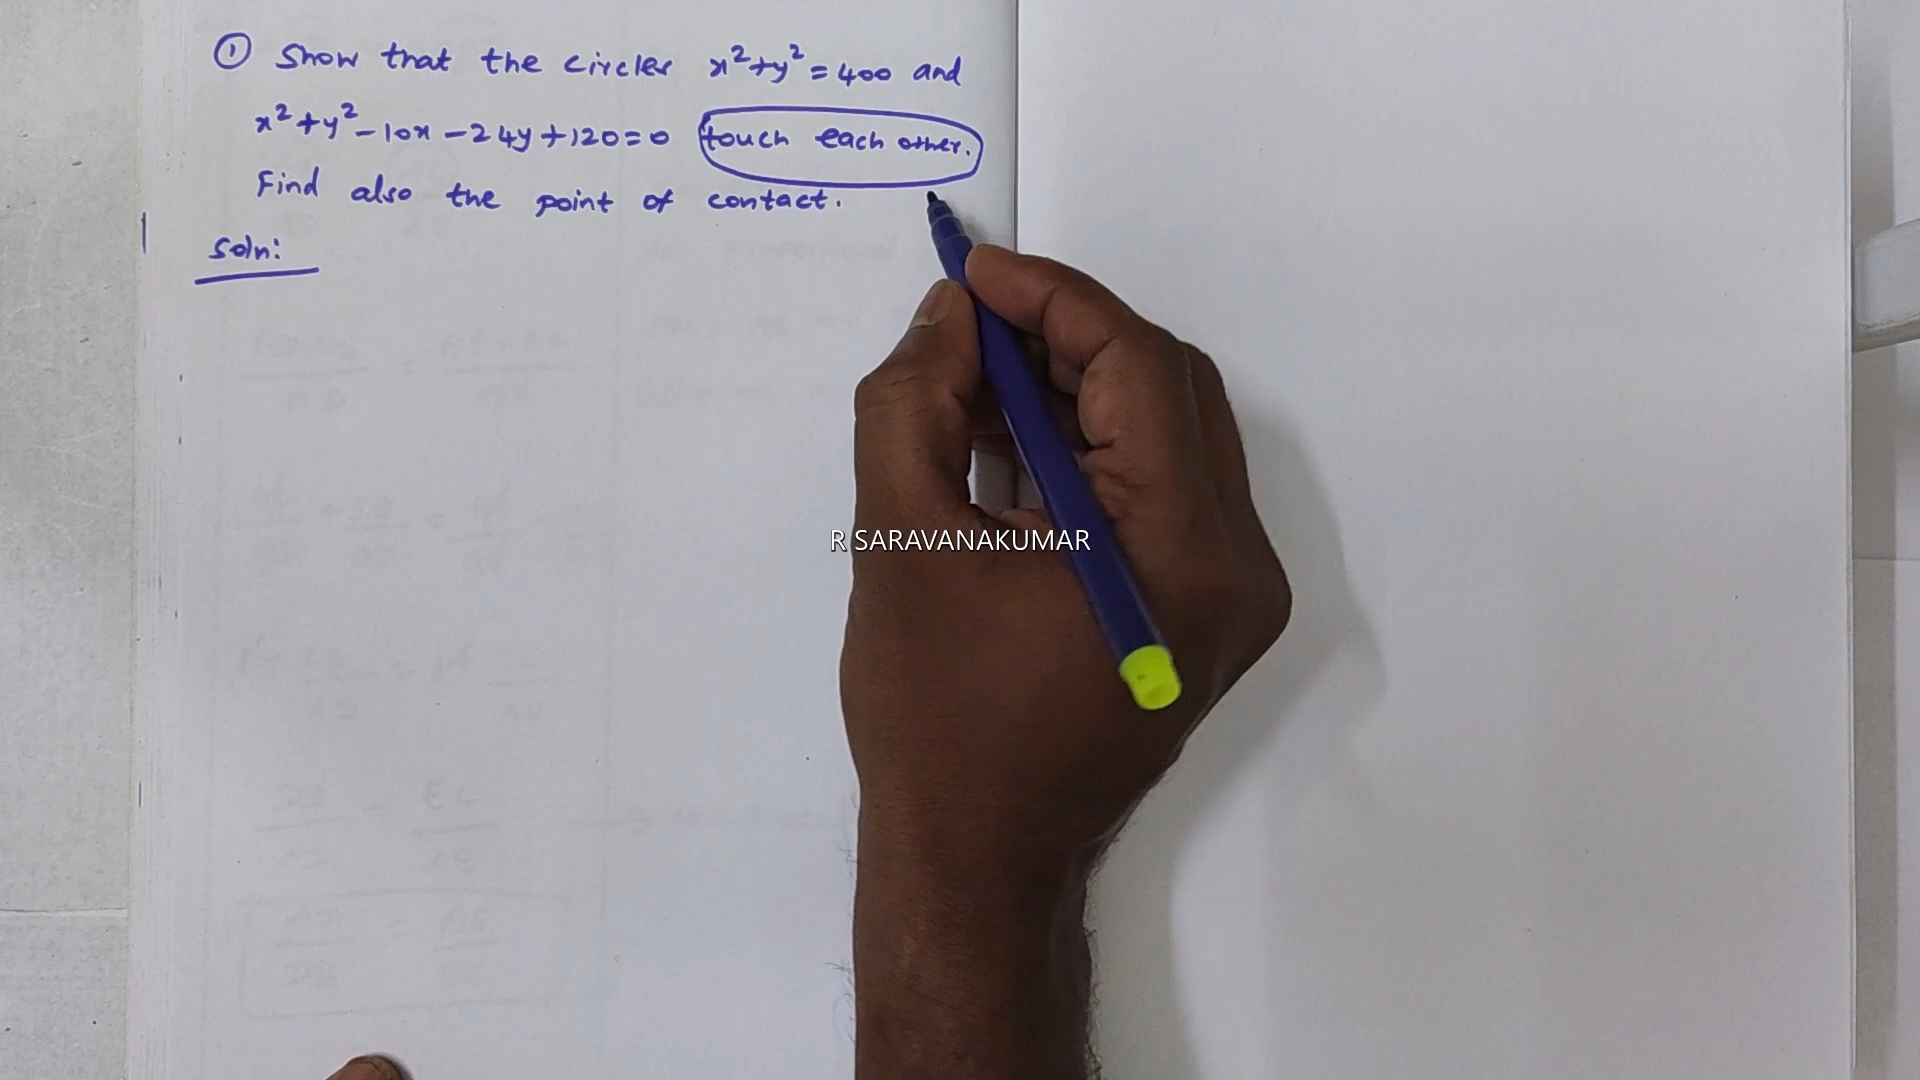 ① Show that the circles x²+y²=400 and
x²+y²-10x-24y+120=0 touch each other.
Find also the point of contact.
Soln:
R SARAVANAKUMAR